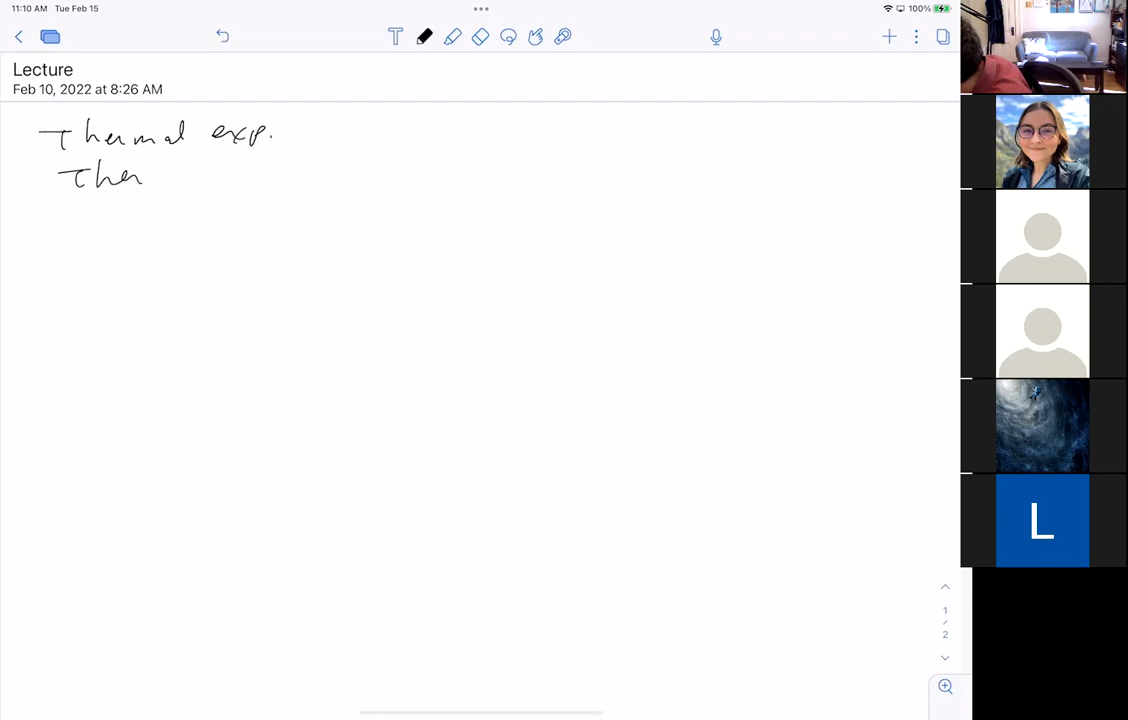 11:10 AM Tue Feb 15
100%
Lecture
Feb 10, 2022 at 8:26 AM
Thermal exp.
Ther
1
/
2
L